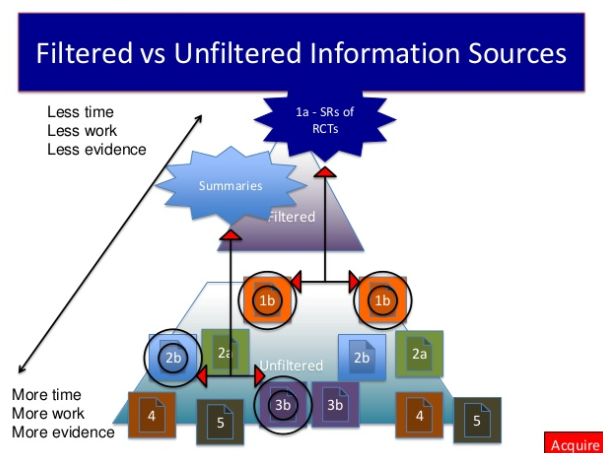 Filtered vs Unfiltered Information Sources
Less time
Less work
Less evidence
1a - SRs of
RCTs
Summaries
Filtered
1b
1b
2b
2a
Unfiltered
2b
2a
4
5
3b
3b
4
5
More time
More work
More evidence
Acquire